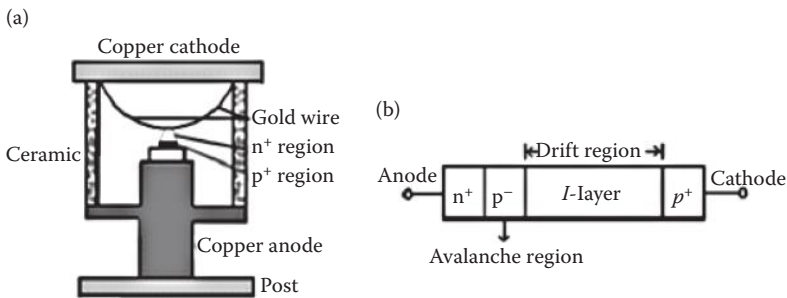 (a)
Copper cathode
Gold wire
n⁺ region
p⁺ region
Ceramic
Copper anode
Post
(b)
Drift region
Anode
n⁺ p⁻ I-layer p⁺
Cathode
Avalanche region